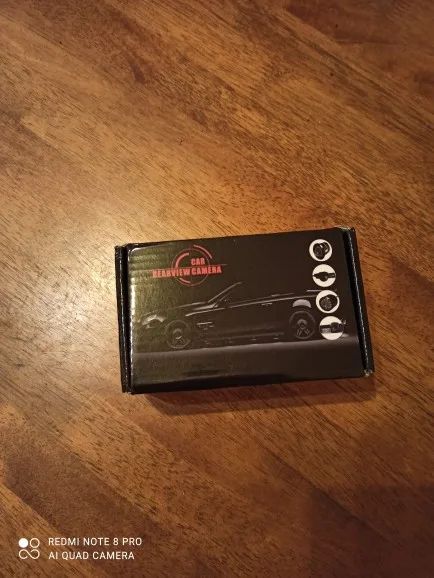 CAR
REARVIEW CAMERA
REDMI NOTE 8 PRO
AI QUAD CAMERA